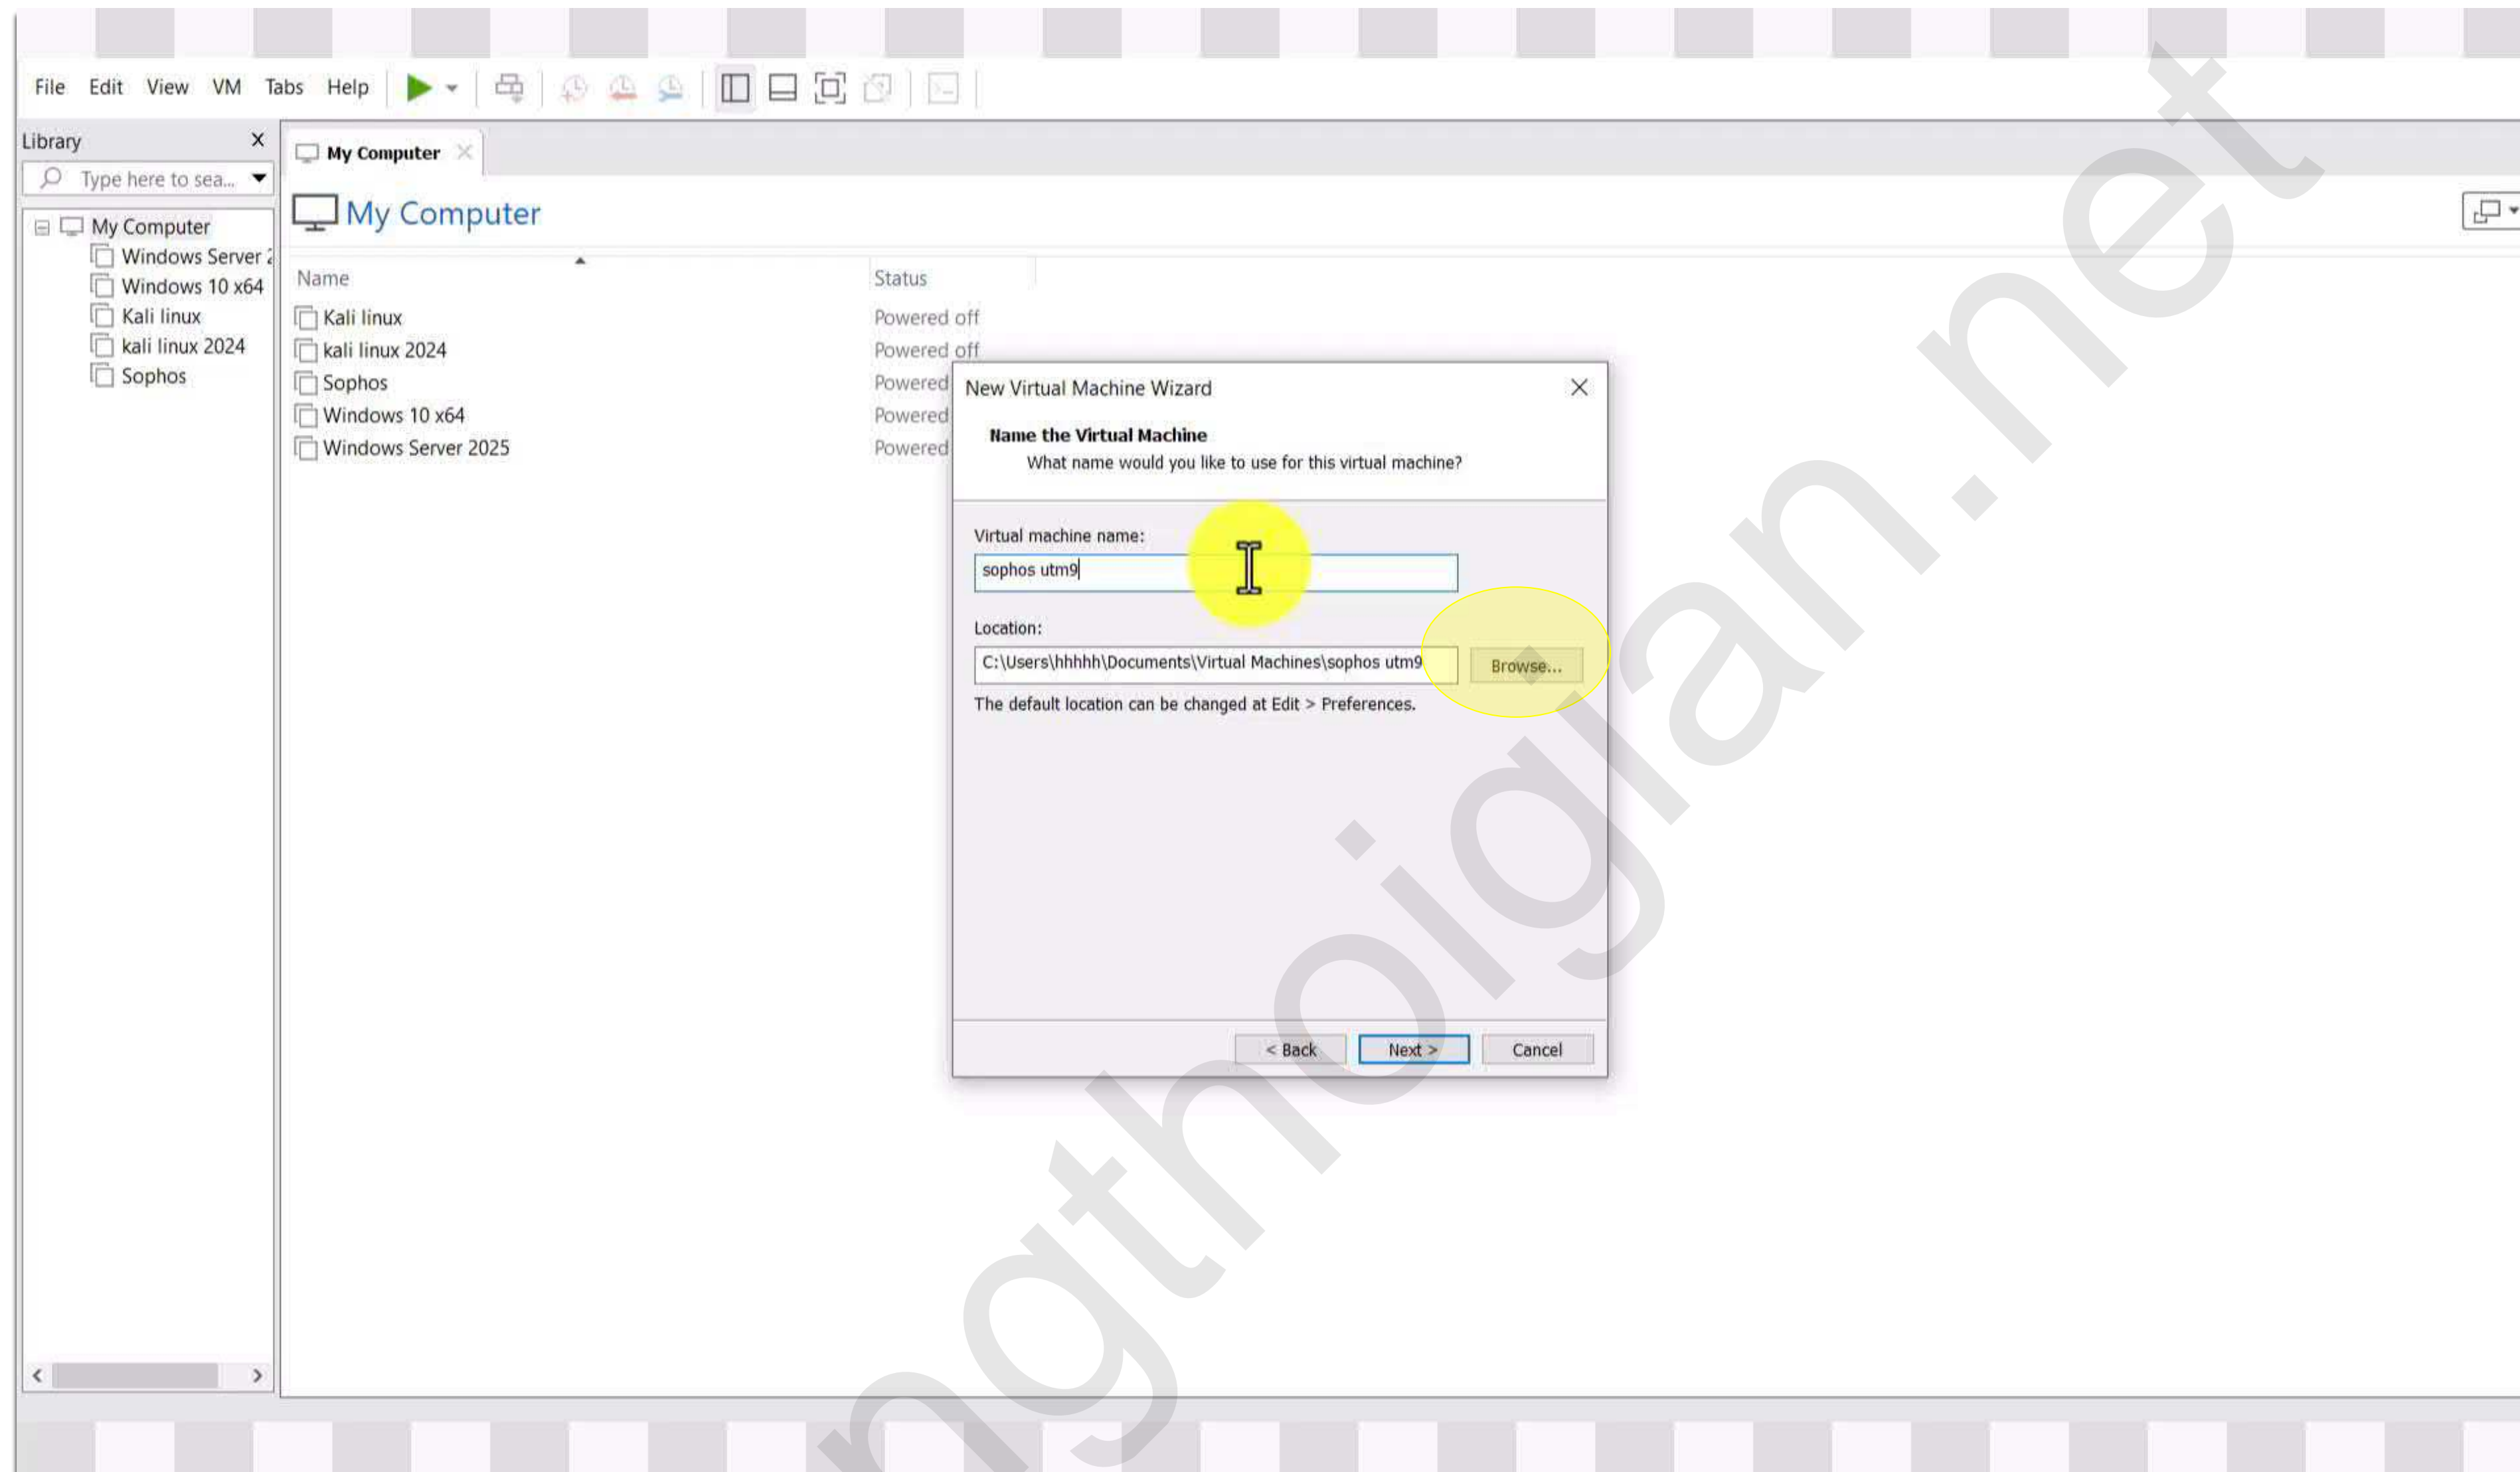 File Edit View VM Tabs Help
Library
Type here to sea...
My Computer
Windows Server
Windows 10 x64
Kali linux
kali linux 2024
Sophos
My Computer
My Computer
Name Status
Kali linux Powered off
kali linux 2024 Powered off
Sophos Powered
Windows 10 x64 Powered
Windows Server 2025 Powered
New Virtual Machine Wizard
Name the Virtual Machine
What name would you like to use for this virtual machine?
Virtual machine name:
sophos utm9
Location:
C:\Users\hhhhh\Documents\Virtual Machines\sophos utm9
Browse...
The default location can be changed at Edit > Preferences.
< Back Next > Cancel
ngthoigian.net